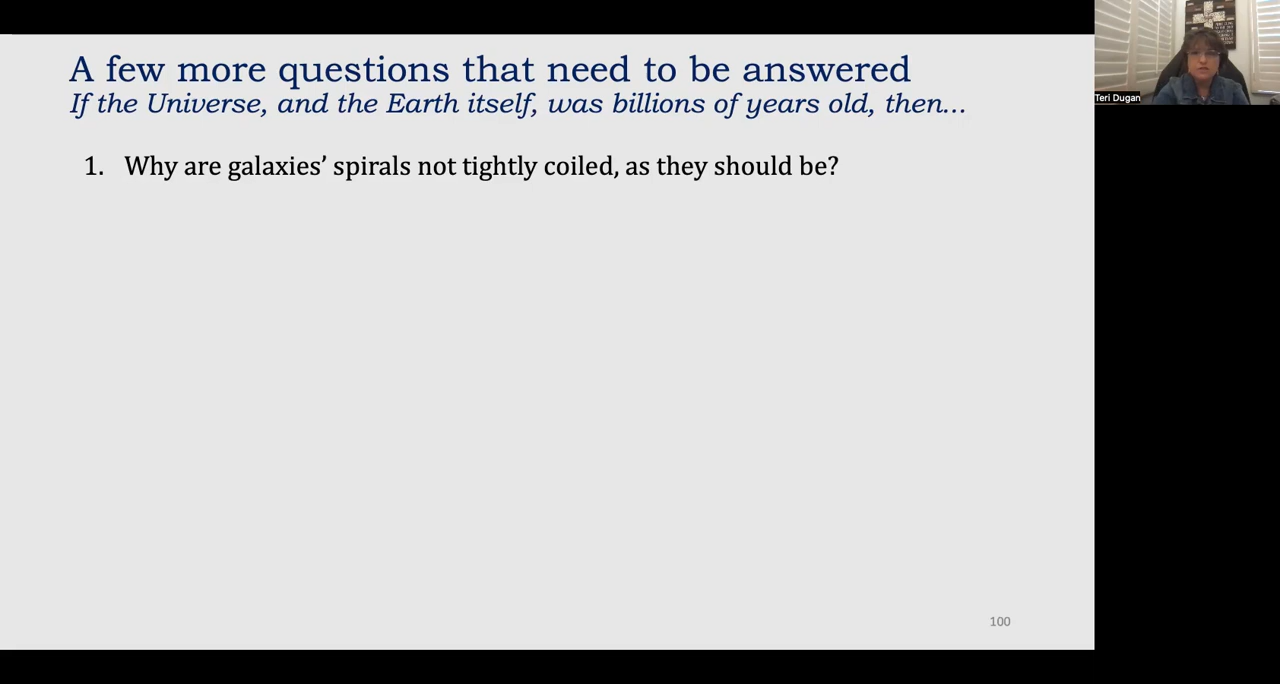 A few more questions that need to be answered
If the Universe, and the Earth itself, was billions of years old, then…
1. Why are galaxies’ spirals not tightly coiled, as they should be?
100
Teri Dugan